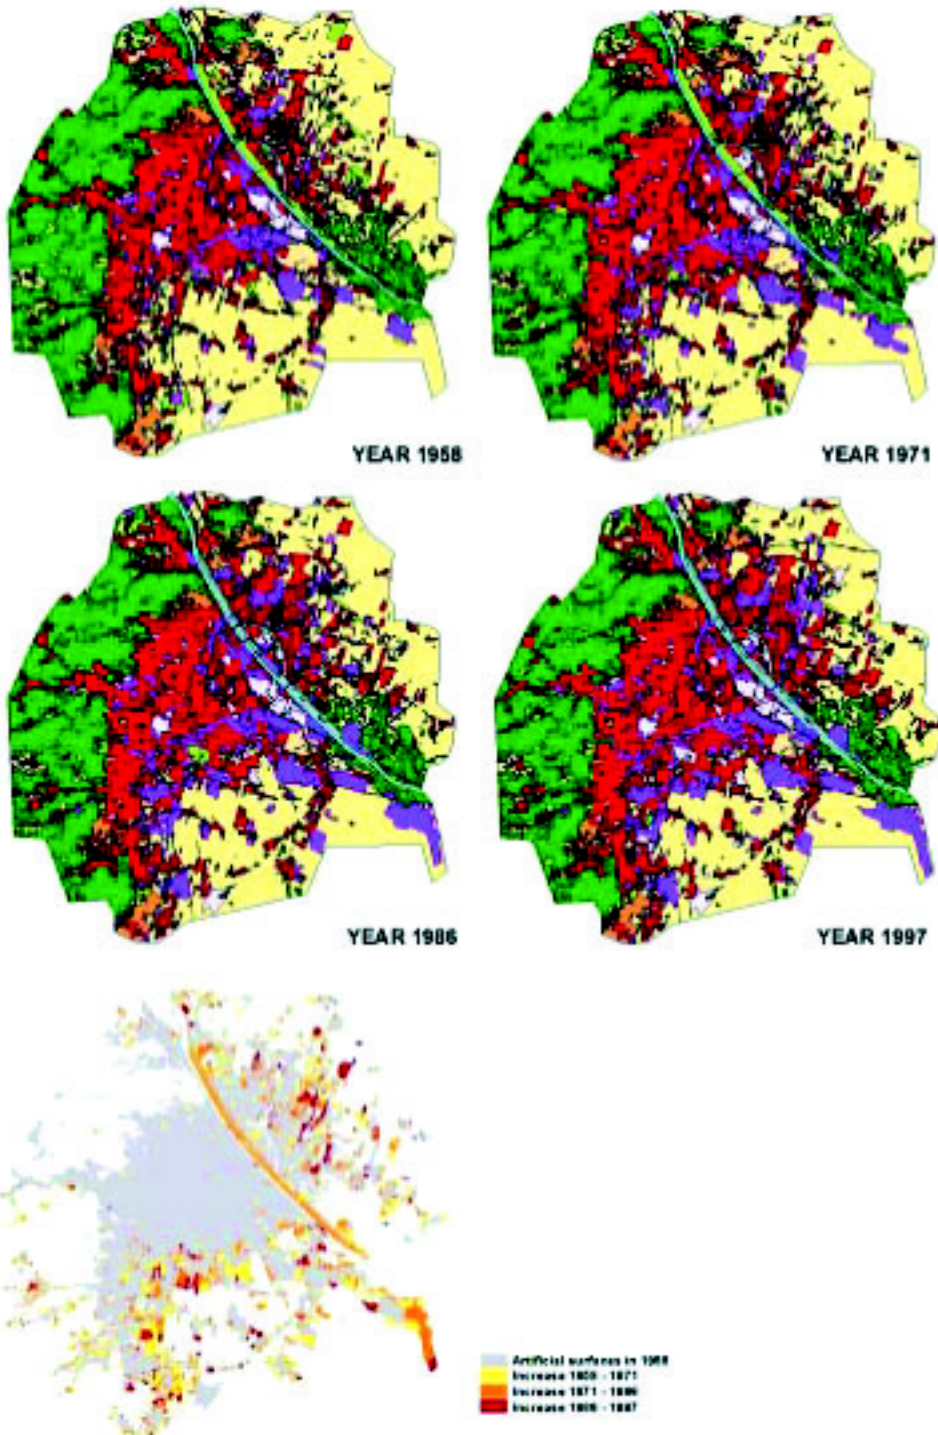 YEAR 1958
YEAR 1971
YEAR 1986
YEAR 1997
Artificial surfaces in 1958
Increase 1958 - 1971
Increase 1971 - 1986
Increase 1986 - 1997